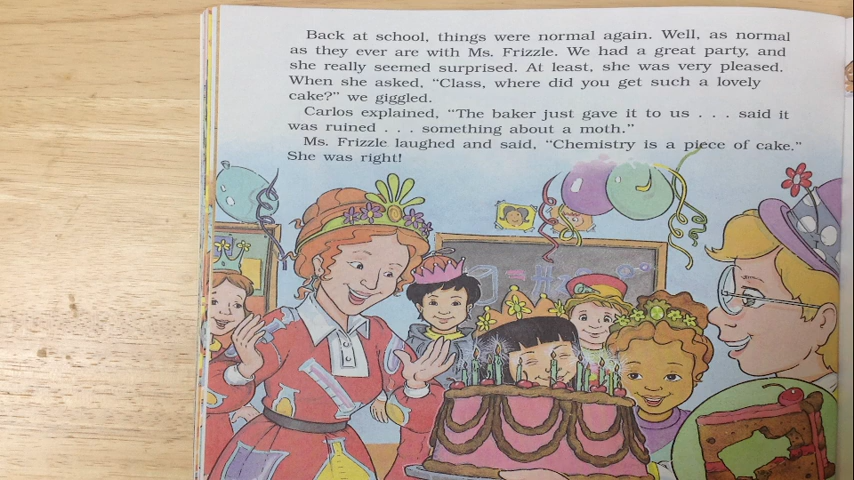 Back at school, things were normal again. Well, as normal
as they ever are with Ms. Frizzle. We had a great party, and
she really seemed surprised. At least, she was very pleased.
When she asked, “Class, where did you get such a lovely
cake?” we giggled.
Carlos explained, “The baker just gave it to us . . . said it
was ruined . . . something about a moth.”
Ms. Frizzle laughed and said, “Chemistry is a piece of cake.”
She was right!